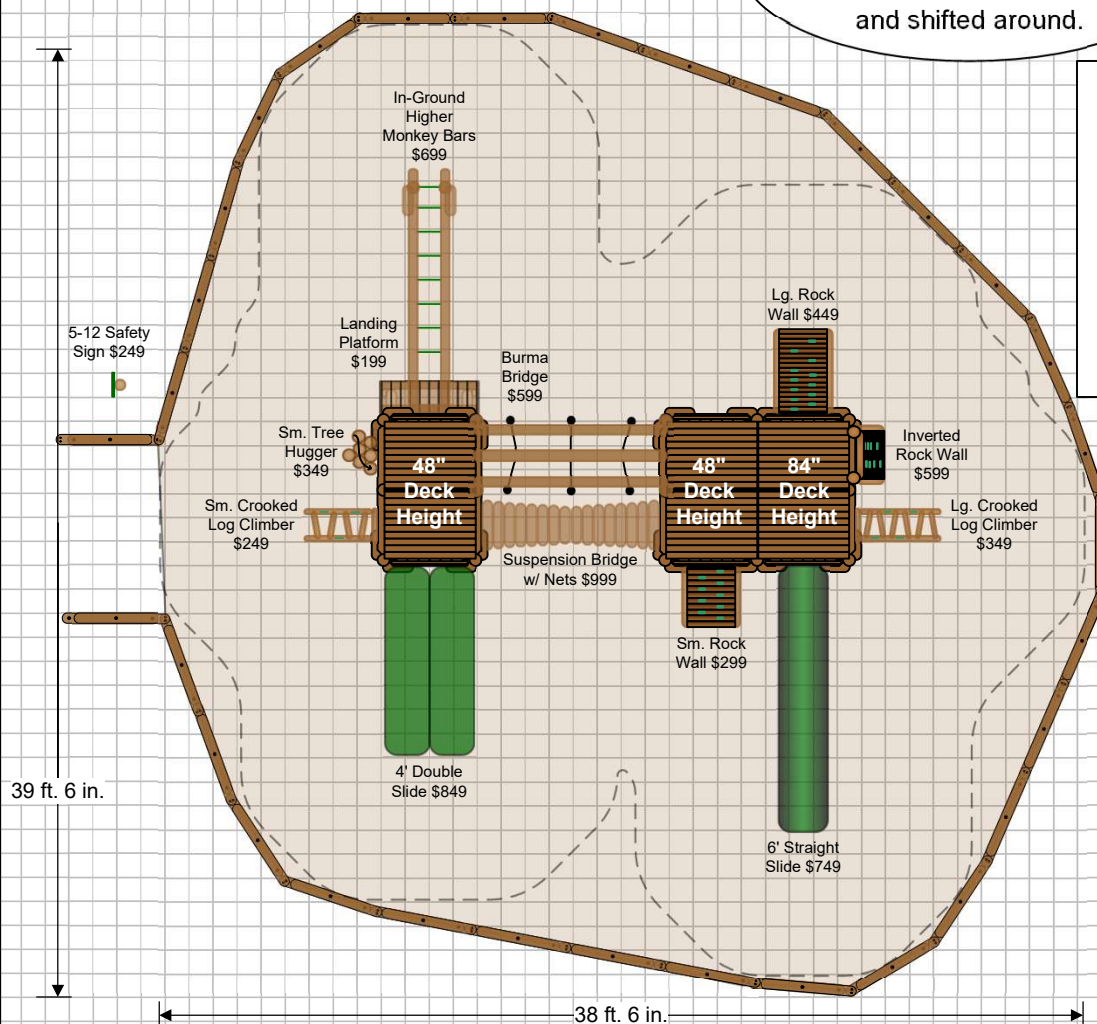 and shifted around.
In-Ground
Higher
Monkey Bars
$699
Lg. Rock
Wall $449
5-12 Safety
Sign $249
Landing
Platform
$199
Burma
Bridge
$599
Sm. Tree
Hugger
$349
48"
Deck
Height
48"
Deck
Height
84"
Deck
Height
Inverted
Rock Wall
$599
Sm. Crooked
Log Climber
$249
Lg. Crooked
Log Climber
$349
Suspension Bridge
w/ Nets $999
Sm. Rock
Wall $299
4' Double
Slide $849
39 ft. 6 in.
6' Straight
Slide $749
38 ft. 6 in.